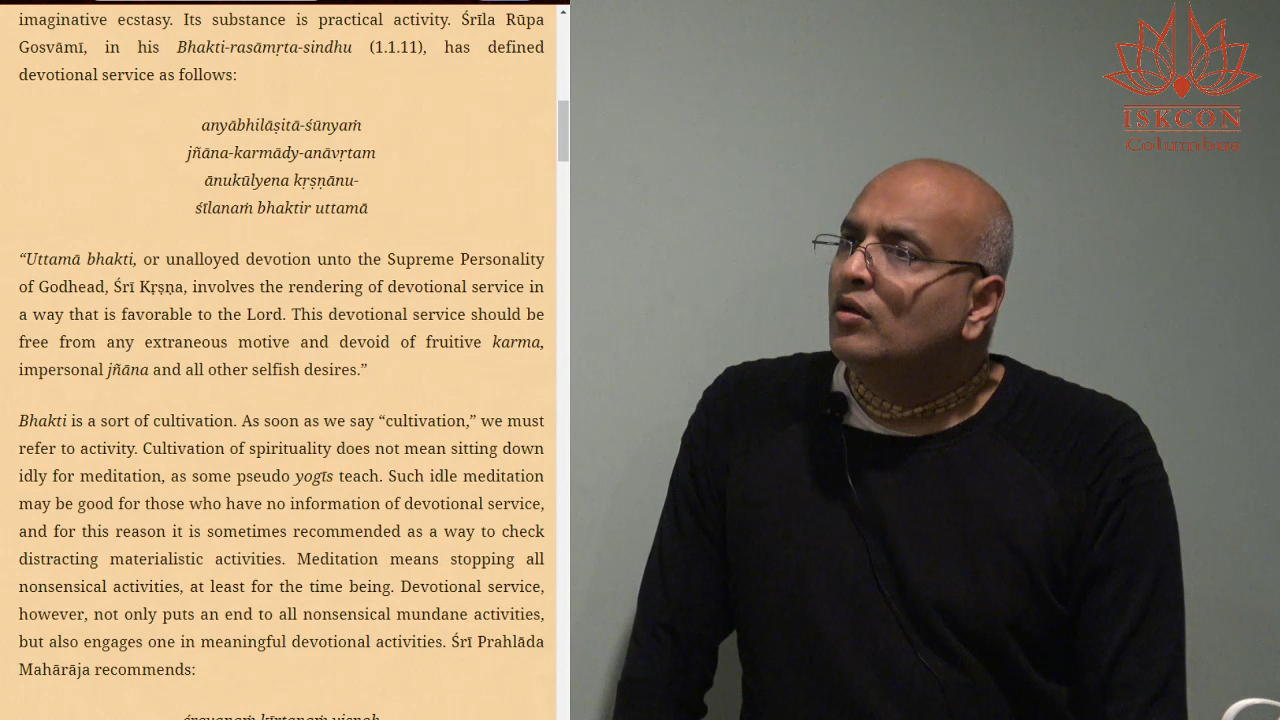 imaginative ecstasy. Its substance is practical activity. Śrīla Rūpa
Gosvāmī, in his Bhakti-rasāmṛta-sindhu (1.1.11), has defined
devotional service as follows:
anyābhilāṣitā-śūnyaṁ
jñāna-karmādy-anāvṛtam
ānukūlyena kṛṣṇānu-
śīlanaṁ bhaktir uttamā
“Uttamā bhakti, or unalloyed devotion unto the Supreme Personality
of Godhead, Śrī Kṛṣṇa, involves the rendering of devotional service in
a way that is favorable to the Lord. This devotional service should be
free from any extraneous motive and devoid of fruitive karma,
impersonal jñāna and all other selfish desires.”
Bhakti is a sort of cultivation. As soon as we say “cultivation,” we must
refer to activity. Cultivation of spirituality does not mean sitting down
idly for meditation, as some pseudo yogīs teach. Such idle meditation
may be good for those who have no information of devotional service,
and for this reason it is sometimes recommended as a way to check
distracting materialistic activities. Meditation means stopping all
nonsensical activities, at least for the time being. Devotional service,
however, not only puts an end to all nonsensical mundane activities,
but also engages one in meaningful devotional activities. Śrī Prahlāda
Mahārāja recommends:
śravaṇaṁ kīrtanaṁ viṣṇoḥ
ISKCON
Columbus